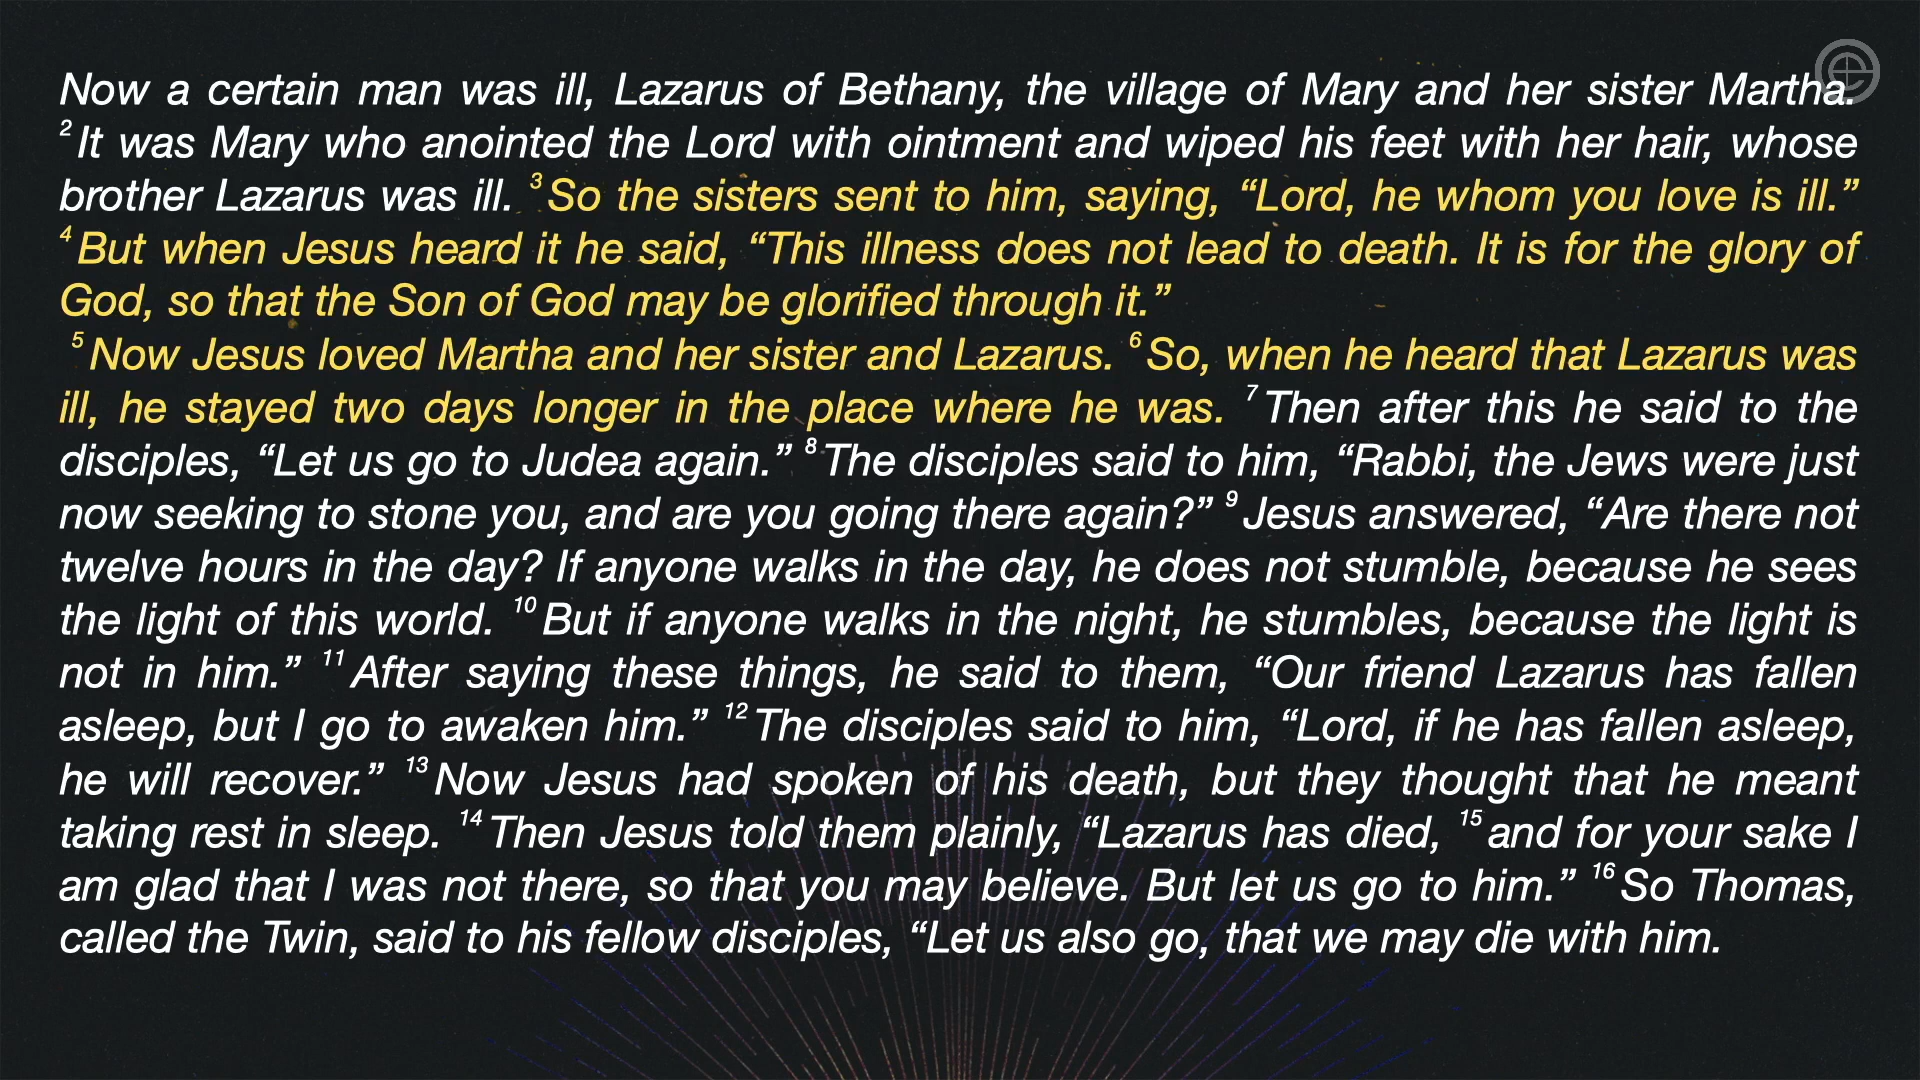 Now a certain man was ill, Lazarus of Bethany, the village of Mary and her sister Martha.
2 It was Mary who anointed the Lord with ointment and wiped his feet with her hair, whose
brother Lazarus was ill. 3 So the sisters sent to him, saying, “Lord, he whom you love is ill.”
4 But when Jesus heard it he said, “This illness does not lead to death. It is for the glory of
God, so that the Son of God may be glorified through it.”
5 Now Jesus loved Martha and her sister and Lazarus. 6 So, when he heard that Lazarus was
ill, he stayed two days longer in the place where he was. 7 Then after this he said to the
disciples, “Let us go to Judea again.” 8 The disciples said to him, “Rabbi, the Jews were just
now seeking to stone you, and are you going there again?” 9 Jesus answered, “Are there not
twelve hours in the day? If anyone walks in the day, he does not stumble, because he sees
the light of this world. 10 But if anyone walks in the night, he stumbles, because the light is
not in him.” 11 After saying these things, he said to them, “Our friend Lazarus has fallen
asleep, but I go to awaken him.” 12 The disciples said to him, “Lord, if he has fallen asleep,
he will recover.” 13 Now Jesus had spoken of his death, but they thought that he meant
taking rest in sleep. 14 Then Jesus told them plainly, “Lazarus has died, 15 and for your sake I
am glad that I was not there, so that you may believe. But let us go to him.” 16 So Thomas,
called the Twin, said to his fellow disciples, “Let us also go, that we may die with him.